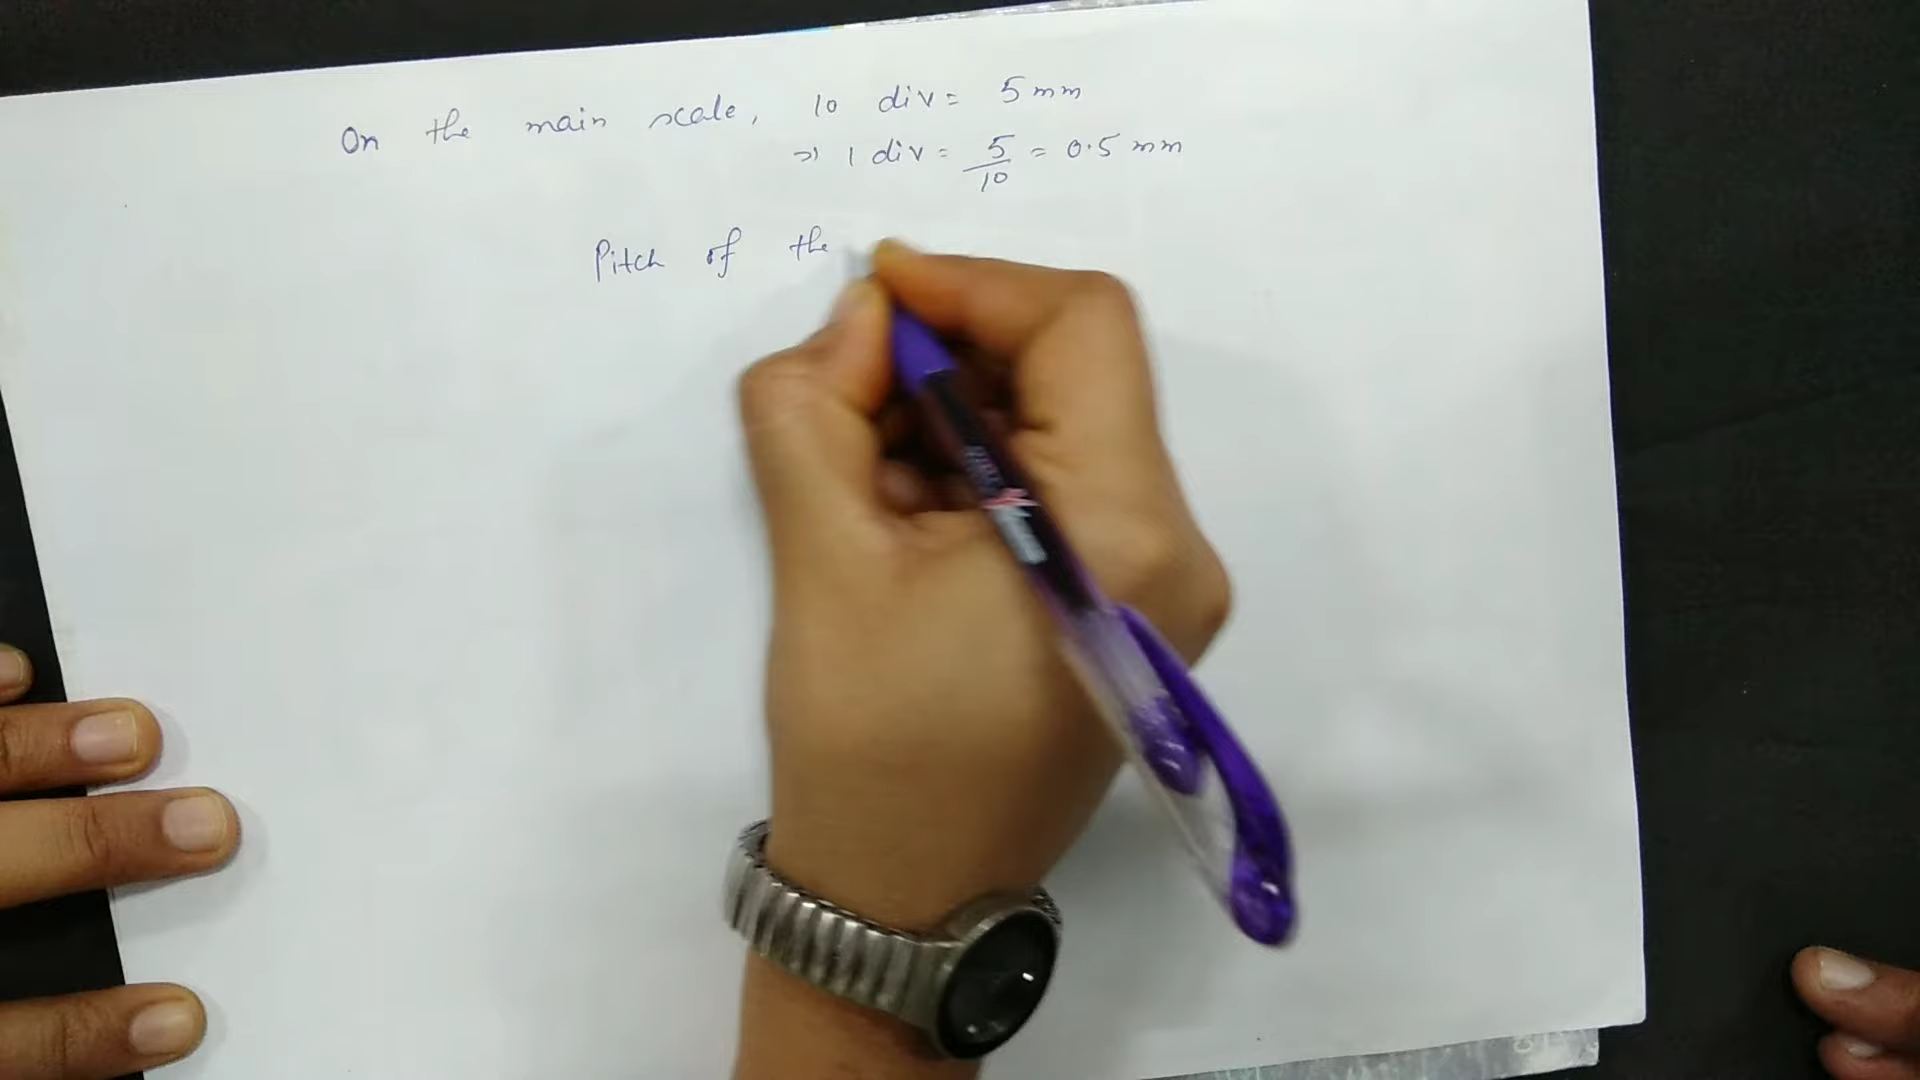 On the main scale, 10 div = 5 mm
⇒ 1 div = 5/10 = 0.5 mm
Pitch of the